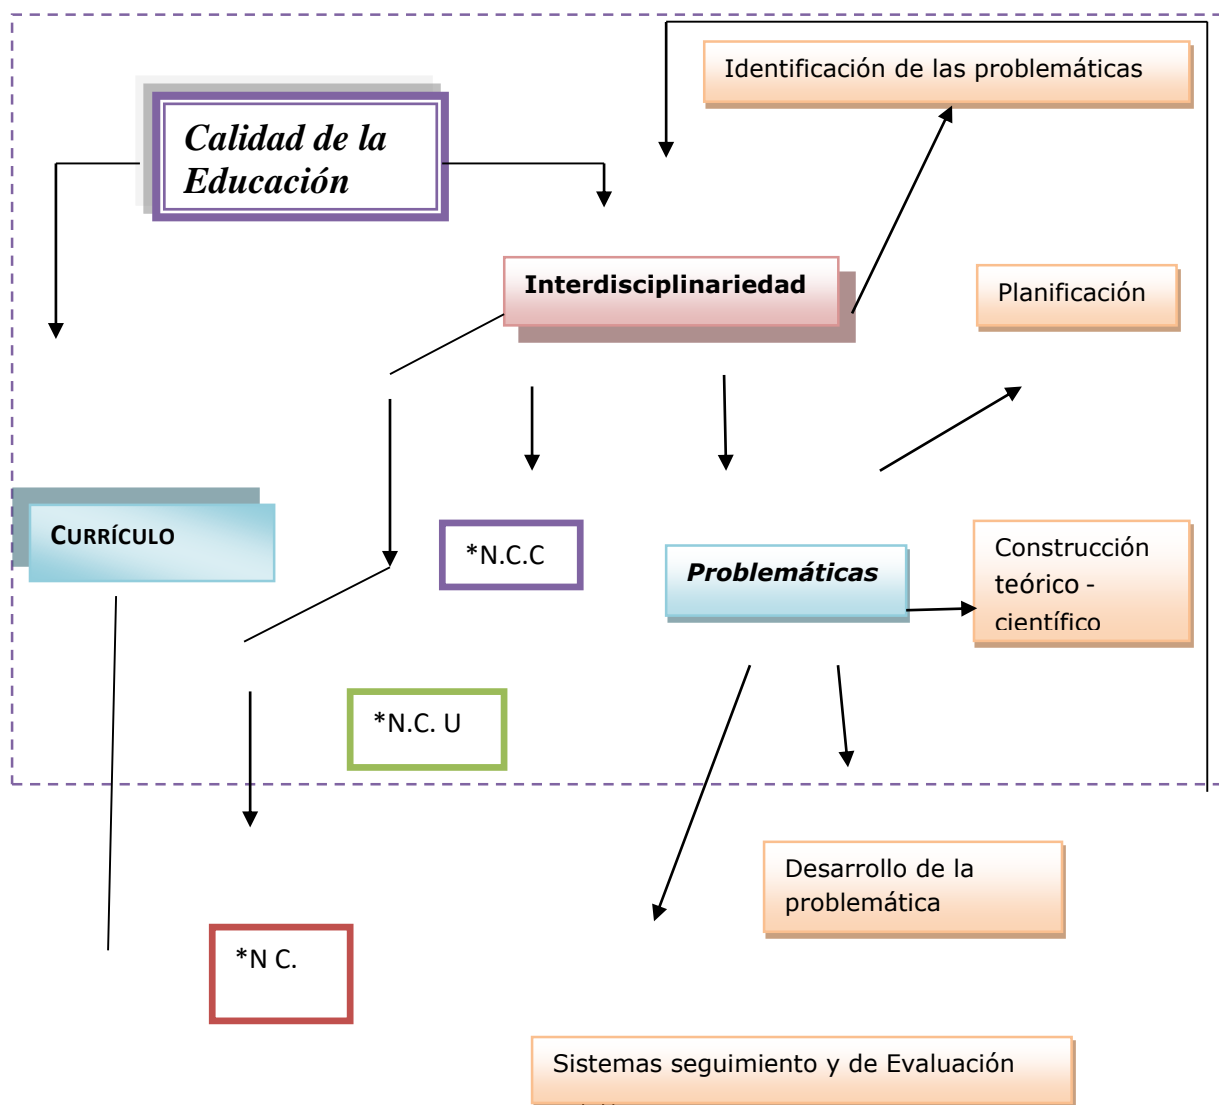 Identificación de las problemáticas
Calidad de la
Educación
Interdisciplinariedad
Planificación
CURRÍCULO
*N.C.C
Problemáticas
Construcción
teórico -
científico
*N.C. U
Desarrollo de la
problemática
*N C.
Sistemas seguimiento y de Evaluación